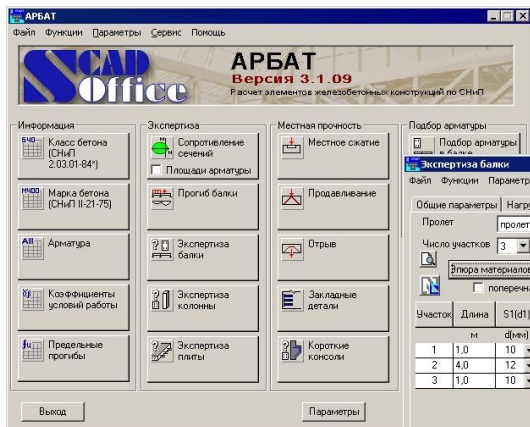 АРБАТ
Файл Функции Параметры Сервис Помощь
SCAD
Office
АРБАТ
Версия 3.1.09
Расчет элементов железобетонных конструкций по СНиП
Информация
Класс бетона
(СНиП
2.03.01-84*)
Марка бетона
(СНиП II-21-75)
Арматура
Коэффициенты
условий работы
Предельные
прогибы
Экспертиза
Сопротивление
сечений
Площади арматуры
Прогиб балки
Экспертиза
балки
Экспертиза
колонны
Экспертиза
плиты
Местная прочность
Местное сжатие
Продавливание
Отрыв
Закладные
детали
Короткие
консоли
Подбор арматуры
Подбор арматуры
в балке
Выход
Параметры
Экспертиза балки
Файл Функции Параметр
Общие параметры Нагру
Пролет пролет
Число участков 3
Эпюра материалов
поперечна
Участок Длина S1(d1)
м d(мм)
1 1,0 10
2 4,0 12
3 1,0 10